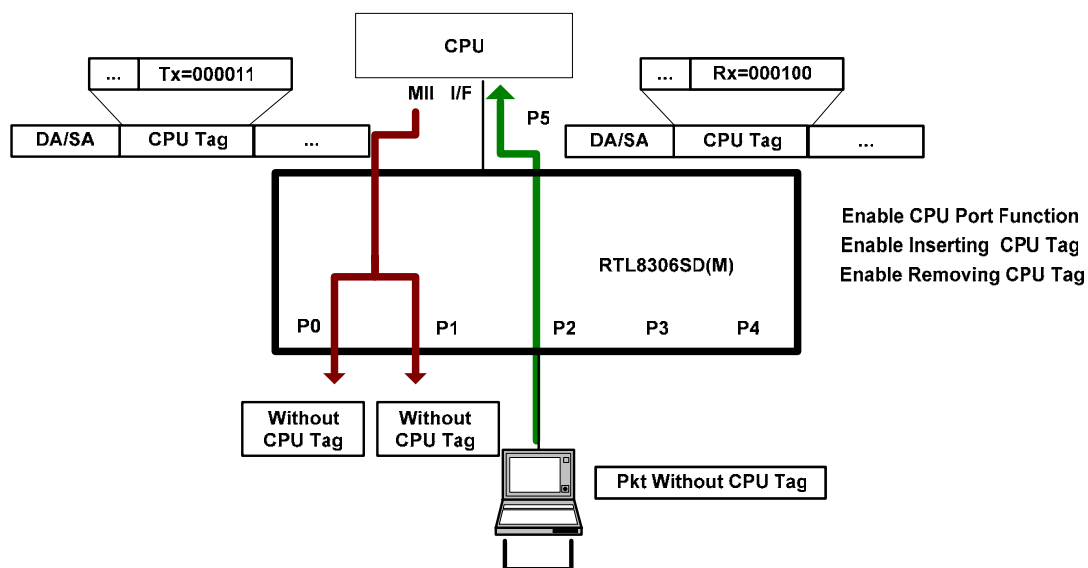 CPU
... Tx=000011
MII I/F
... Rx=000100
P5
DA/SA CPU Tag ...
DA/SA CPU Tag ...
Enable CPU Port Function
Enable Inserting CPU Tag
Enable Removing CPU Tag
RTL8306SD(M)
P0 P1 P2 P3 P4
Without
CPU Tag
Without
CPU Tag
Pkt Without CPU Tag